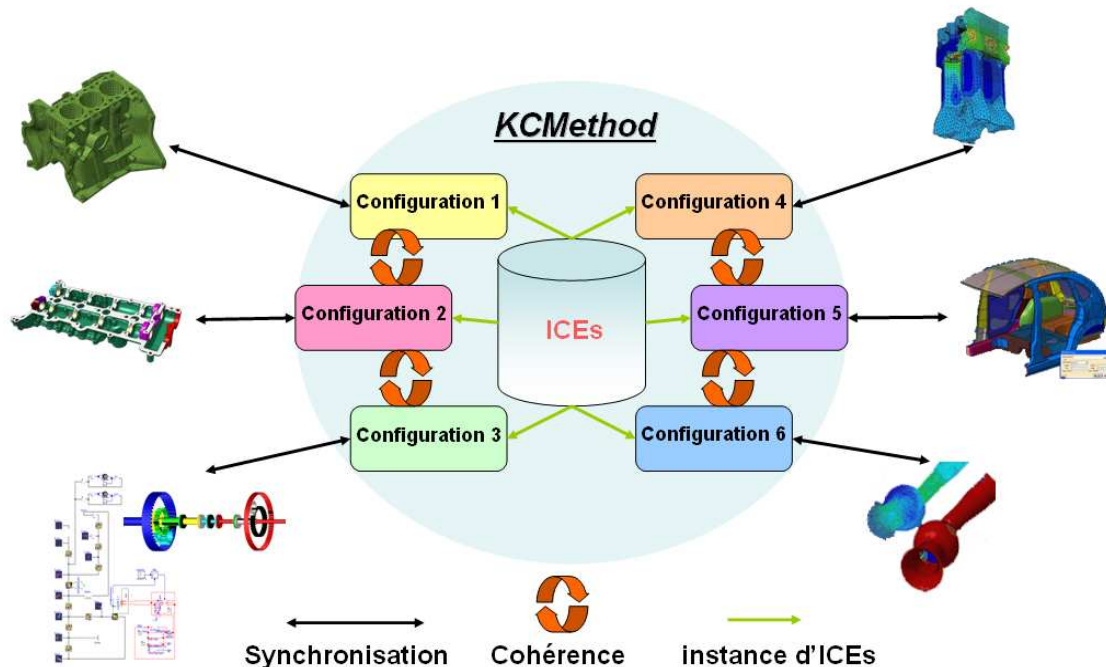 KCMethod
Configuration 1
Configuration 4
Configuration 2
ICEs
Configuration 5
Configuration 3
Configuration 6
Synchronisation
Cohérence
instance d'ICEs